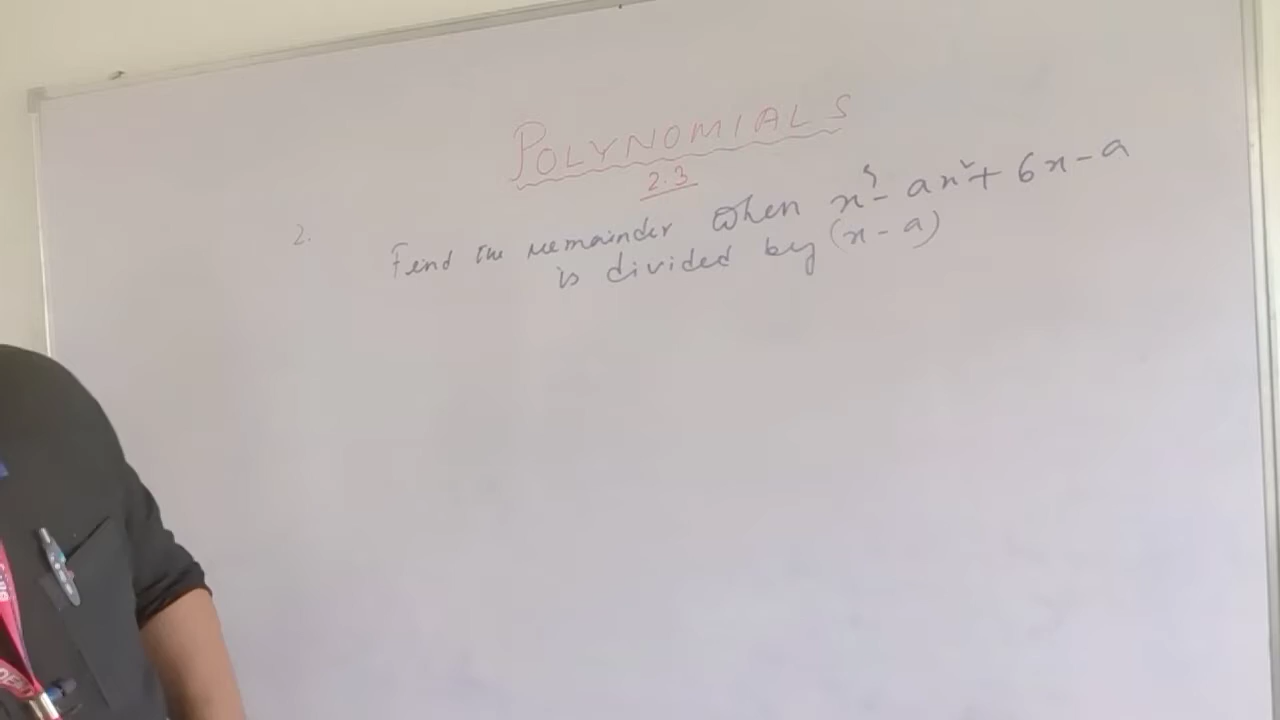 POLYNOMIALS
2.3
2. Find the remainder when x³ - ax² + 6x - a
is divided by (x - a)